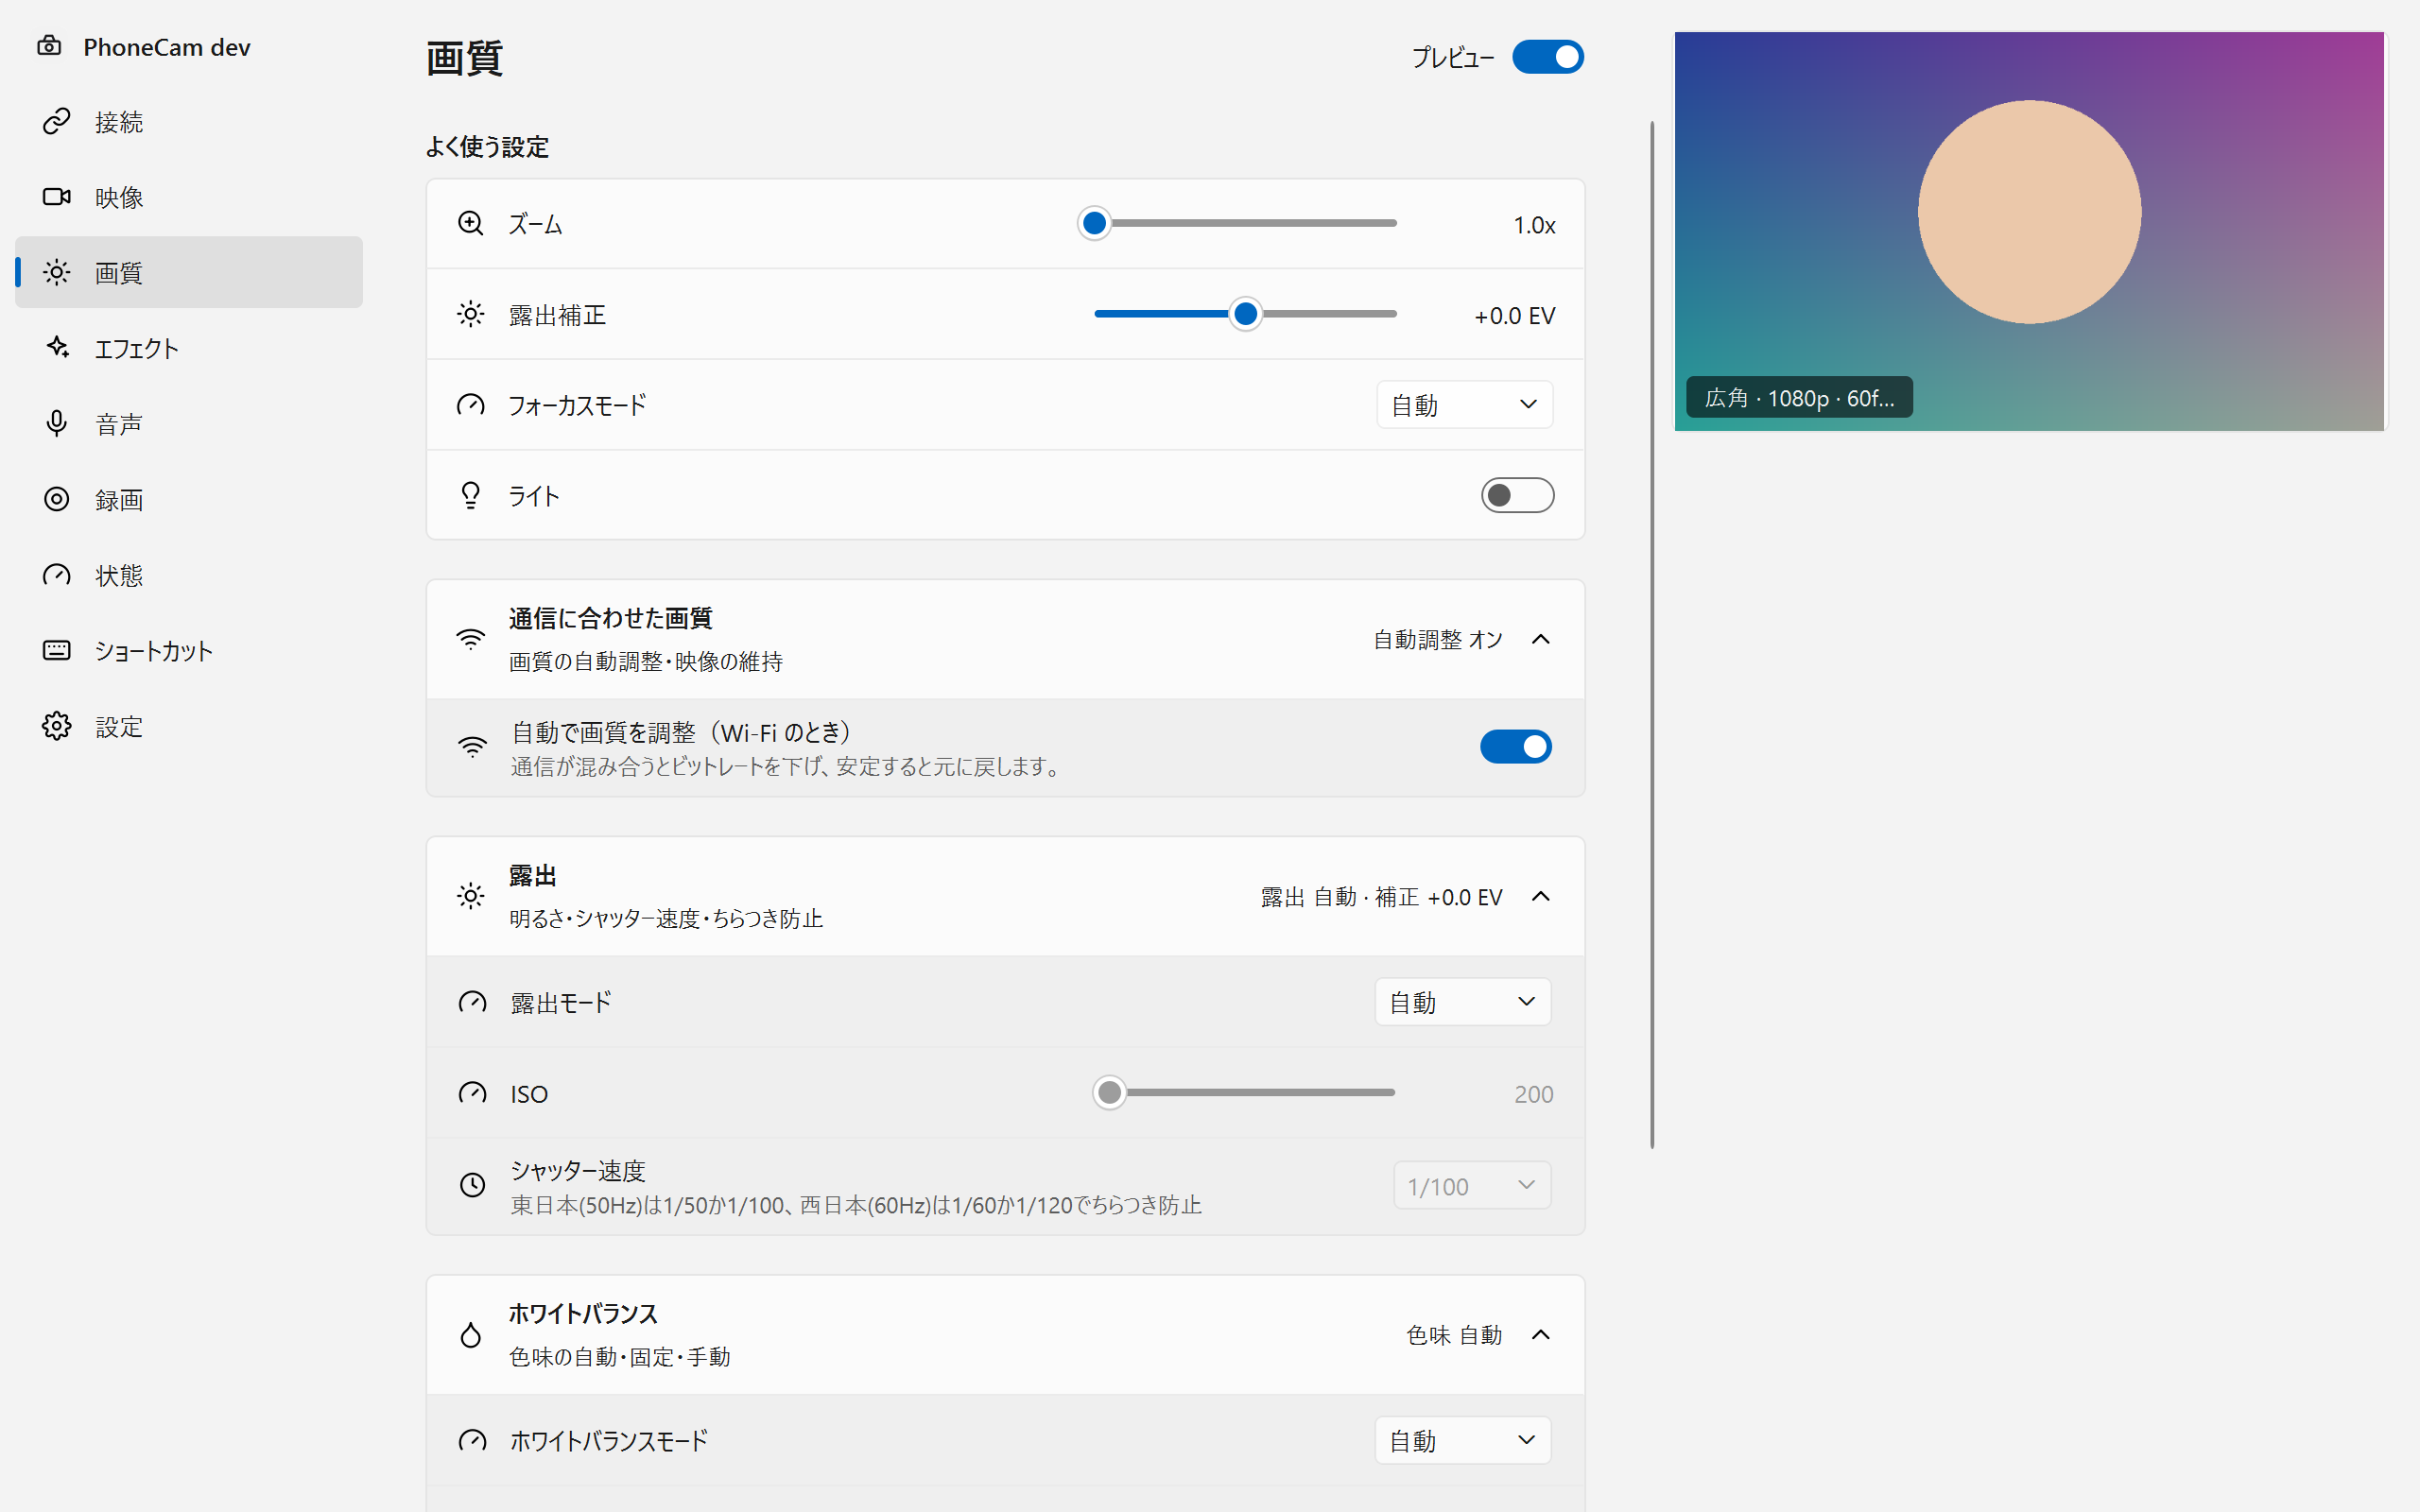 PhoneCam dev
接続
映像
画質
エフェクト
音声
録画
状態
ショートカット
設定
画質
プレビュー
よく使う設定
ズーム
1.0x
露出補正
+0.0 EV
フォーカスモード
自動
ライト
通信に合わせた画質
画質の自動調整・映像の維持
自動調整 オン
自動で画質を調整（Wi-Fi のとき）
通信が混み合うとビットレートを下げ、安定すると元に戻します。
露出
明るさ・シャッター速度・ちらつき防止
露出 自動 · 補正 +0.0 EV
露出モード
自動
ISO
200
シャッター速度
東日本(50Hz)は1/50か1/100、西日本(60Hz)は1/60か1/120でちらつき防止
1/100
ホワイトバランス
色味の自動・固定・手動
色味 自動
ホワイトバランスモード
自動
広角 · 1080p · 60f...